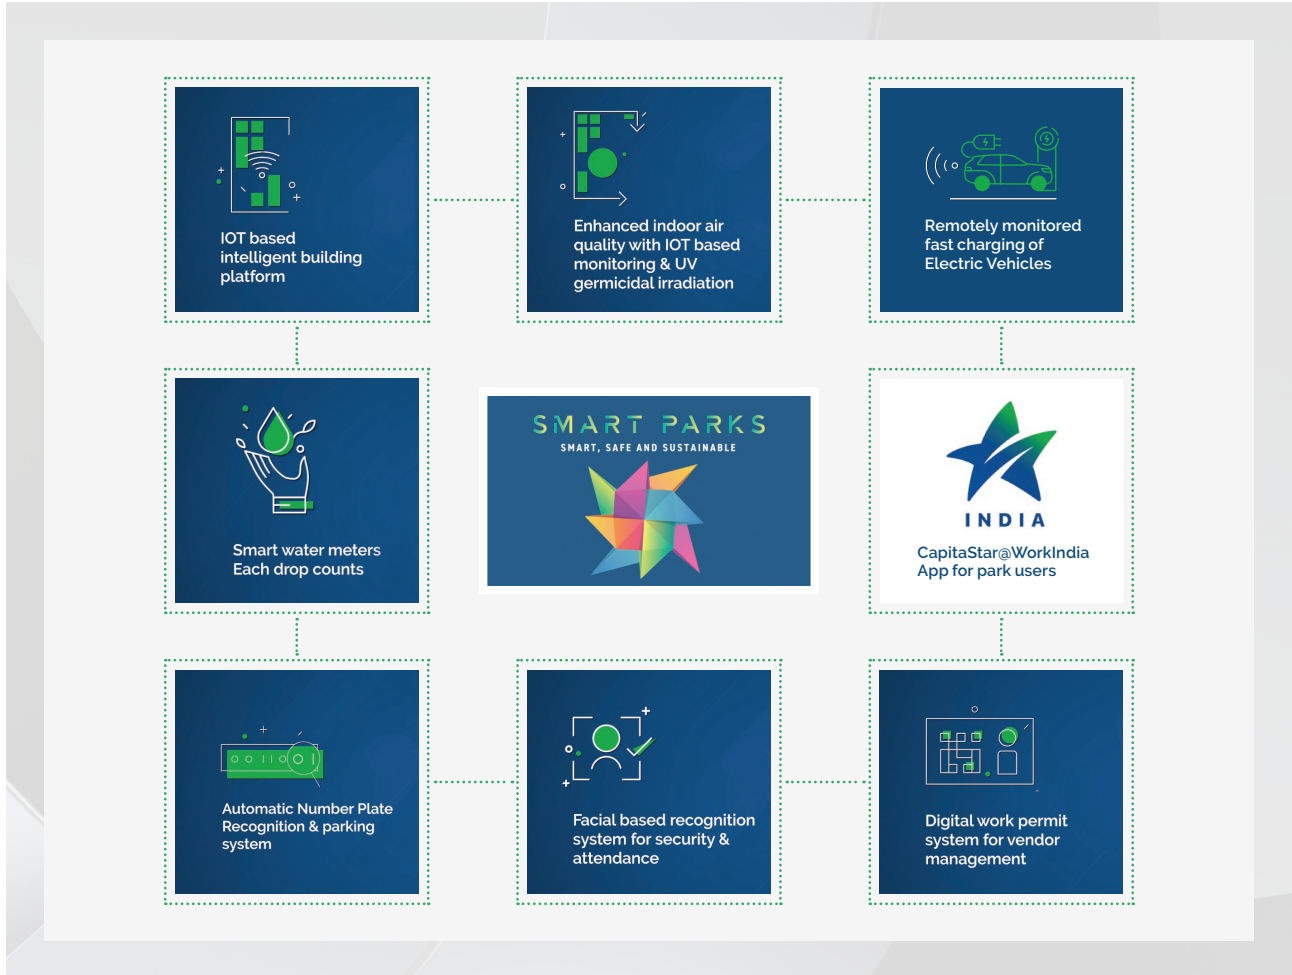 IOT based
intelligent building
platform
Enhanced indoor air
quality with IOT based
monitoring & UV
germicidal irradiation
Remotely monitored
fast charging of
Electric Vehicles
Smart water meters
Each drop counts
SMART PARKS
SMART, SAFE AND SUSTAINABLE
INDIA
CapitaStar@WorkIndia
App for park users
Automatic Number Plate
Recognition & parking
system
Facial based recognition
system for security &
attendance
Digital work permit
system for vendor
management